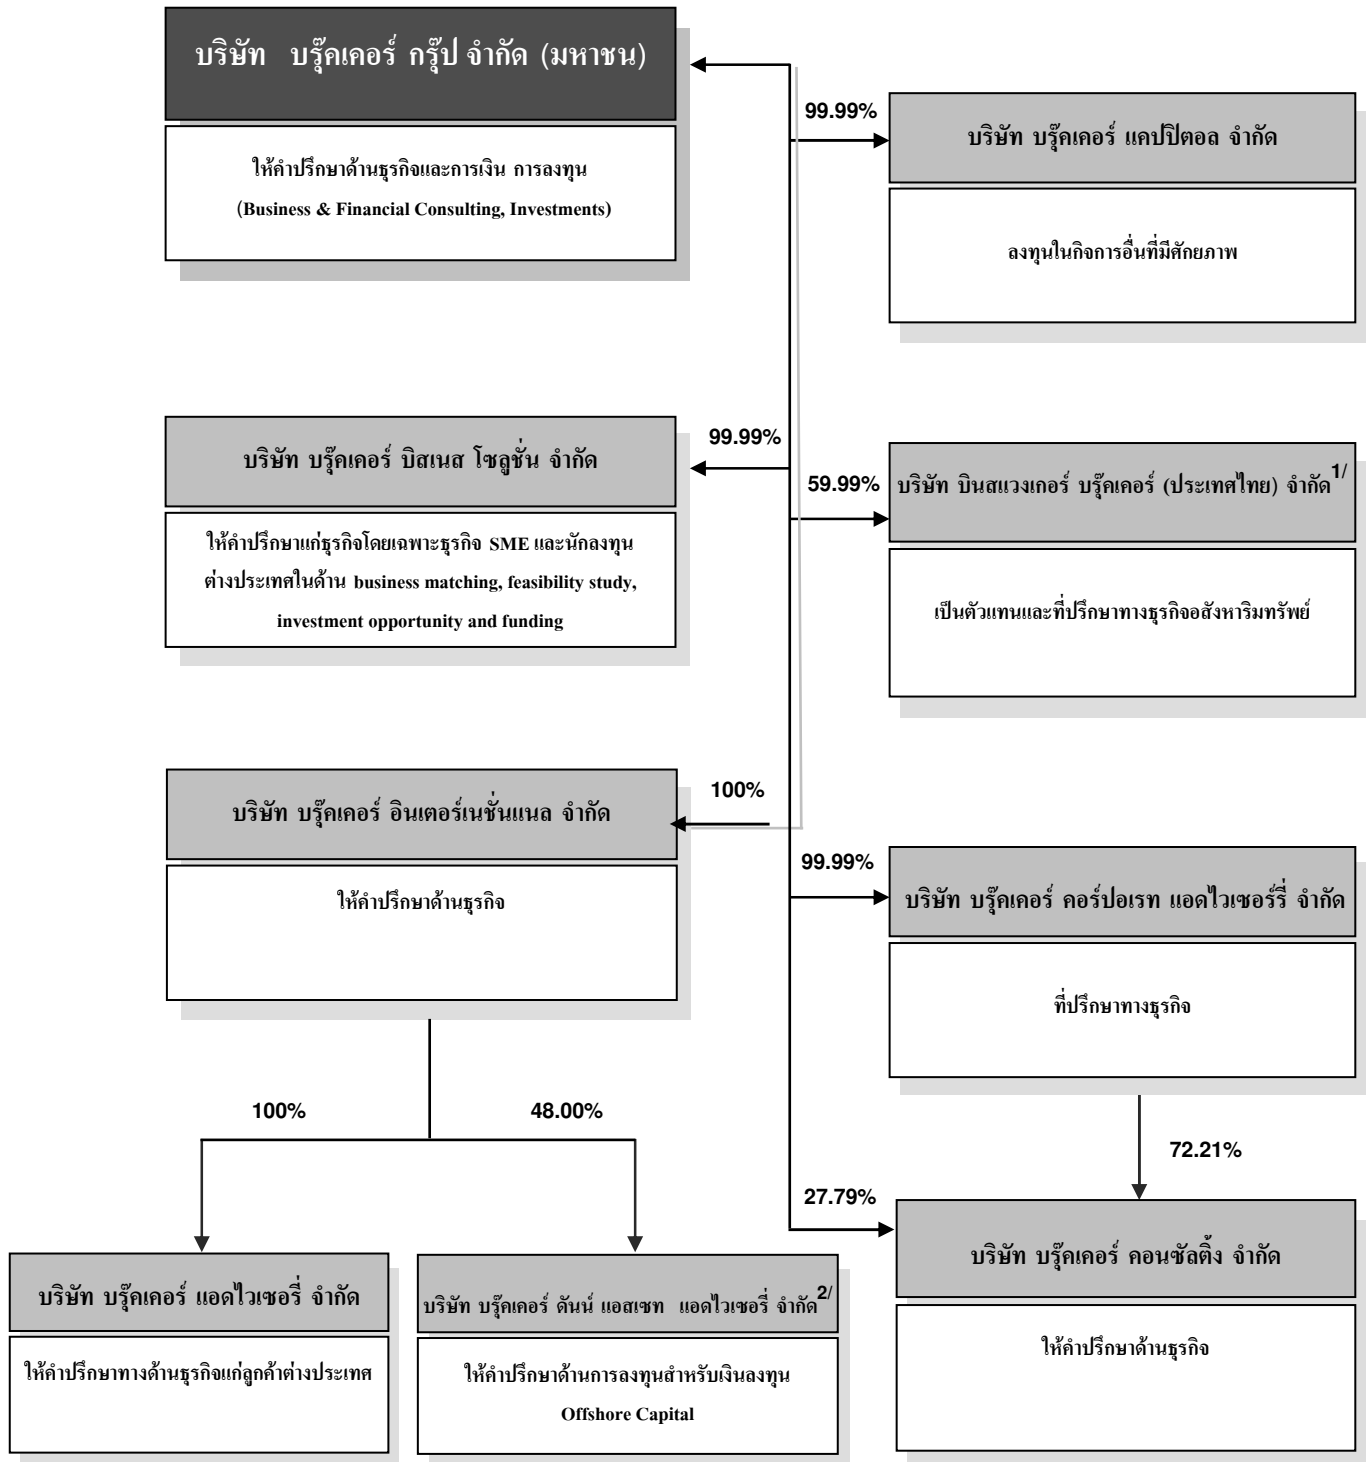 บริษัท บรุ๊คเคอร์ กรุ๊ป จำกัด (มหาชน)
ให้คำปรึกษาด้านธุรกิจและการเงิน การลงทุน
(Business & Financial Consulting, Investments)
99.99%
บริษัท บรุ๊คเคอร์ แคปปิตอล จำกัด
ลงทุนในกิจการอื่นที่มีศักยภาพ
99.99%
บริษัท บรุ๊คเคอร์ บิสเนส โซลูชั่น จำกัด
ให้คำปรึกษาแก่ธุรกิจโดยเฉพาะธุรกิจ SME และนักลงทุน
ต่างประเทศในด้าน business matching, feasibility study,
investment opportunity and funding
59.99%
บริษัท บินสแวงเกอร์ บรุ๊คเคอร์ (ประเทศไทย) จำกัด1/
เป็นตัวแทนและที่ปรึกษาทางธุรกิจอสังหาริมทรัพย์
100%
บริษัท บรุ๊คเคอร์ อินเตอร์เนชั่นแนล จำกัด
ให้คำปรึกษาด้านธุรกิจ
99.99%
บริษัท บรุ๊คเคอร์ คอร์ปอเรท แอดไวเซอร์รี่ จำกัด
ที่ปรึกษาทางธุรกิจ
100%
48.00%
72.21%
27.79%
บริษัท บรุ๊คเคอร์ คอนซัลติ้ง จำกัด
ให้คำปรึกษาด้านธุรกิจ
บริษัท บรุ๊คเคอร์ แอดไวเซอรี่ จำกัด
ให้คำปรึกษาทางด้านธุรกิจแก่ลูกค้าต่างประเทศ
บริษัท บรุ๊คเคอร์ ดันน์ แอสเซท แอดไวเซอรี่ จำกัด2/
ให้คำปรึกษาด้านการลงทุนสำหรับเงินลงทุน
Offshore Capital